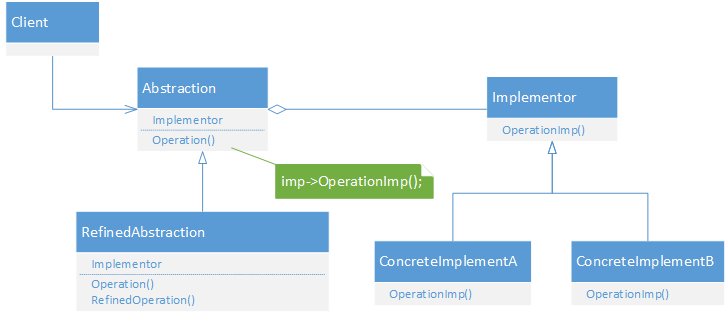 Client
Abstraction
Implementor
Operation()
Implementor
OperationImp()
imp->OperationImp();
RefinedAbstraction
Implementor
Operation()
RefinedOperation()
ConcreteImplementA
OperationImp()
ConcreteImplementB
OperationImp()